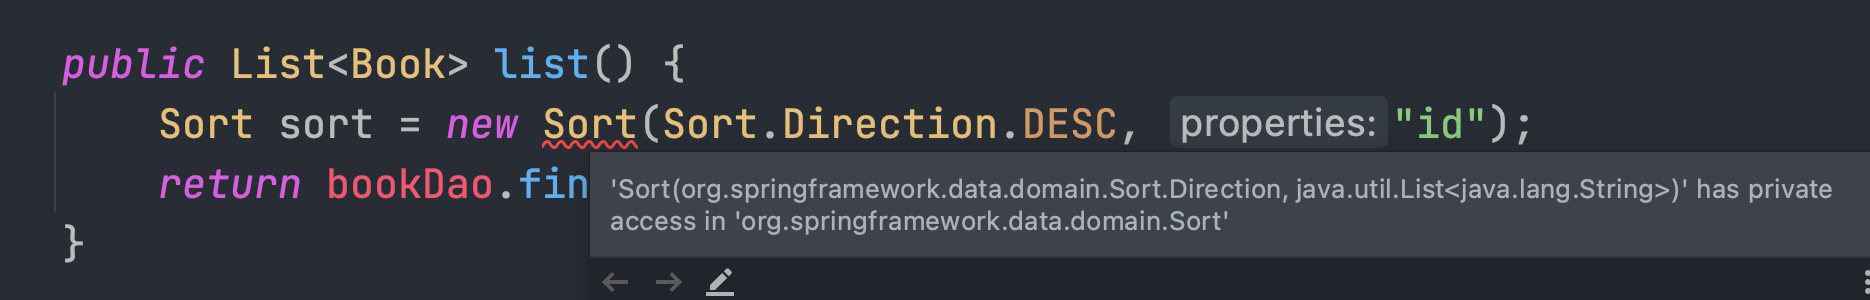 public List<Book> list() {
Sort sort = new Sort(Sort.Direction.DESC, properties: "id");
return bookDao.fin
'Sort(org.springframework.data.domain.Sort.Direction, java.util.List<java.lang.String>)' has private
access in 'org.springframework.data.domain.Sort'
}